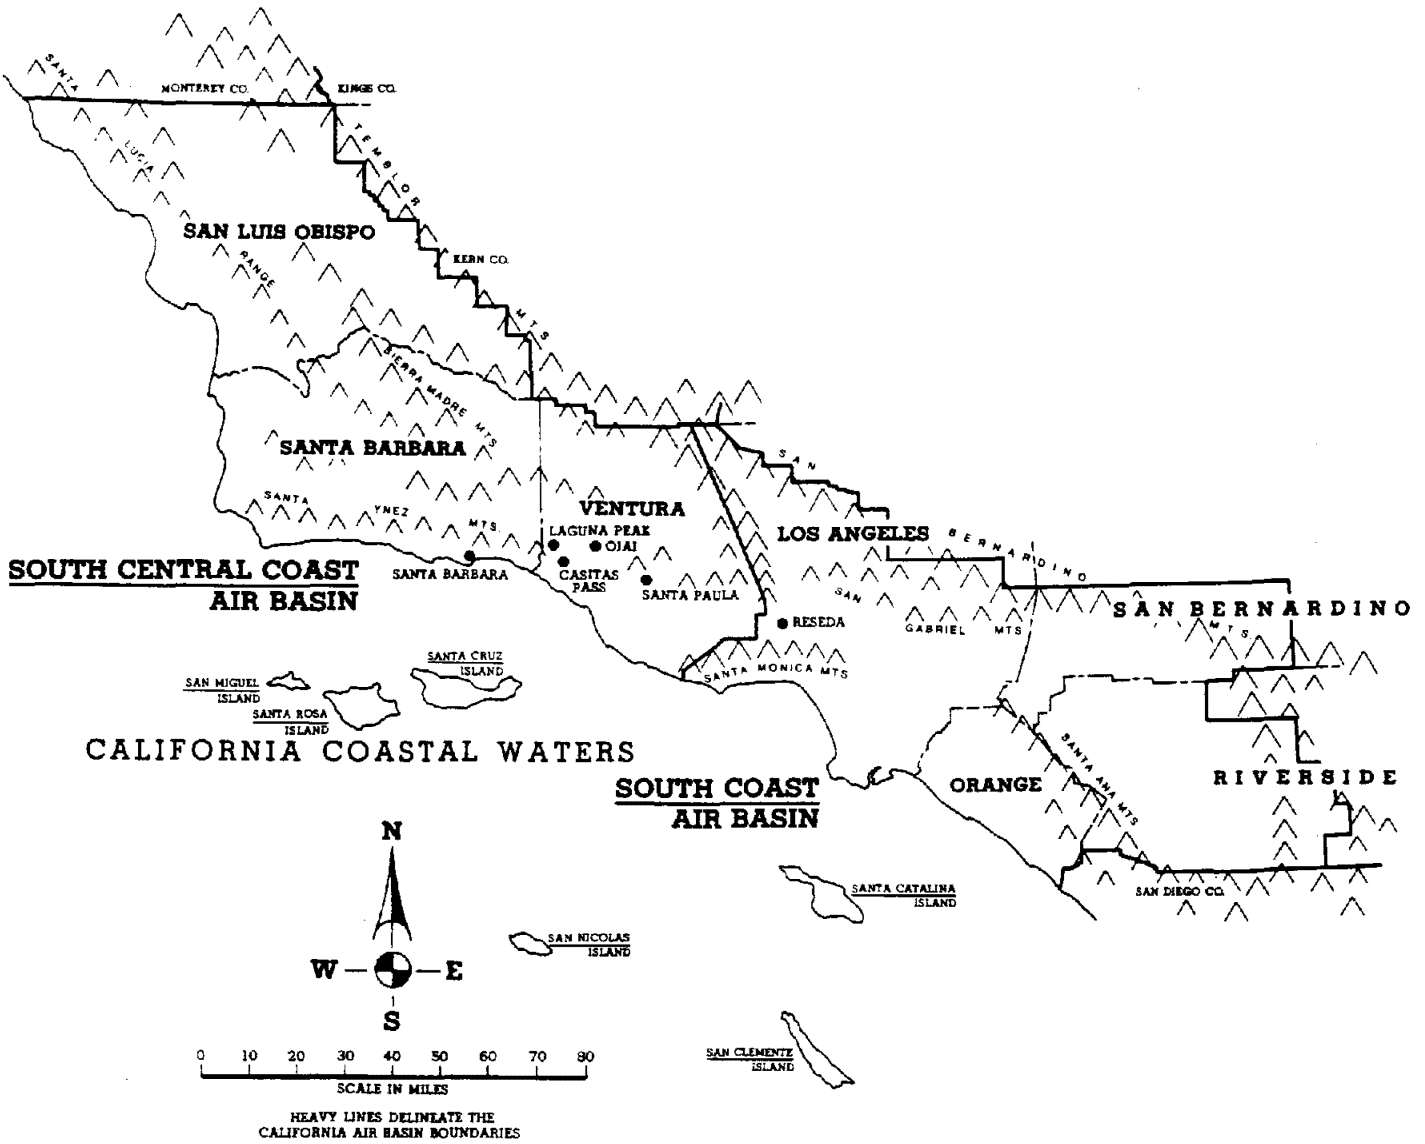 SANTA
MONTEREY CO.
KINGS CO.
TEMBLOR
LUCIA
SAN LUIS OBISPO
RANGE
KERN CO.
MTS
SIERRA MADRE MTS
SANTA BARBARA
SAN
SANTA YNEZ MTS.
VENTURA
LOS ANGELES
BERNARDINO
LAGUNA PEAK
OJAI
SOUTH CENTRAL COAST
AIR BASIN
SANTA BARBARA
CASITAS
PASS
SANTA PAULA
SAN
GABRIEL MTS
SAN BERNARDINO
MTS.
RESEDA
SANTA MONICA MTS
SANTA CRUZ
ISLAND
SAN MIGUEL
ISLAND
SANTA ROSA
ISLAND
CALIFORNIA COASTAL WATERS
SANTA ANA MTS
RIVERSIDE
SOUTH COAST
AIR BASIN
ORANGE
N
SANTA CATALINA
ISLAND
SAN DIEGO CO.
SAN NICOLAS
ISLAND
W E
S
SAN CLEMENTE
ISLAND
0 10 20 30 40 50 60 70 80
SCALE IN MILES
HEAVY LINES DELINEATE THE
CALIFORNIA AIR BASIN BOUNDARIES